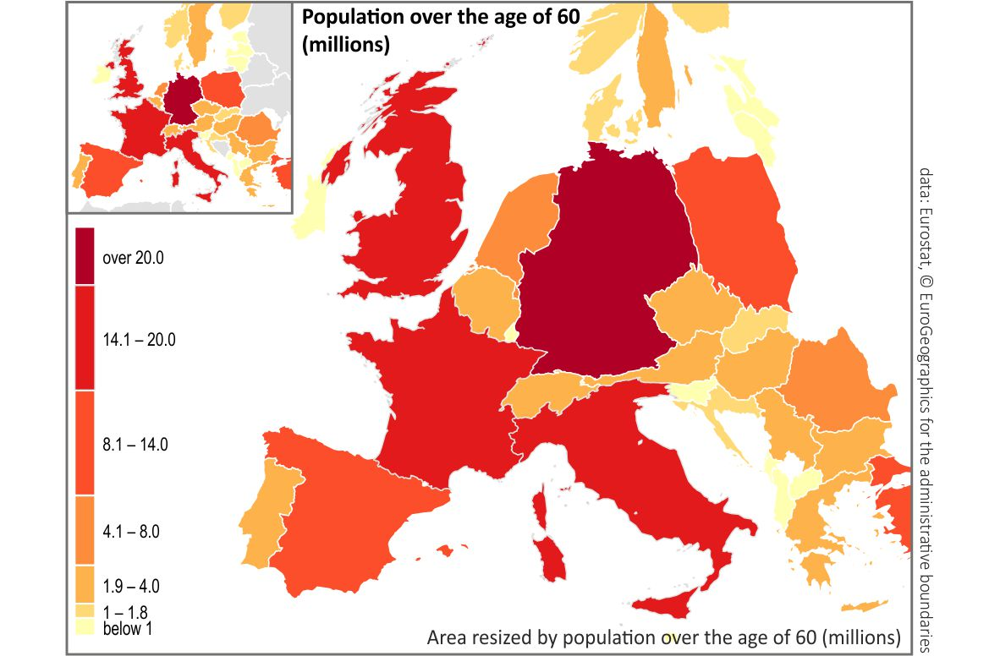 Population over the age of 60
(millions)
over 20.0
14.1 – 20.0
8.1 – 14.0
4.1 – 8.0
1.9 – 4.0
1 – 1.8
below 1
Area resized by population over the age of 60 (millions)
data: Eurostat, © EuroGeographics for the administrative boundaries